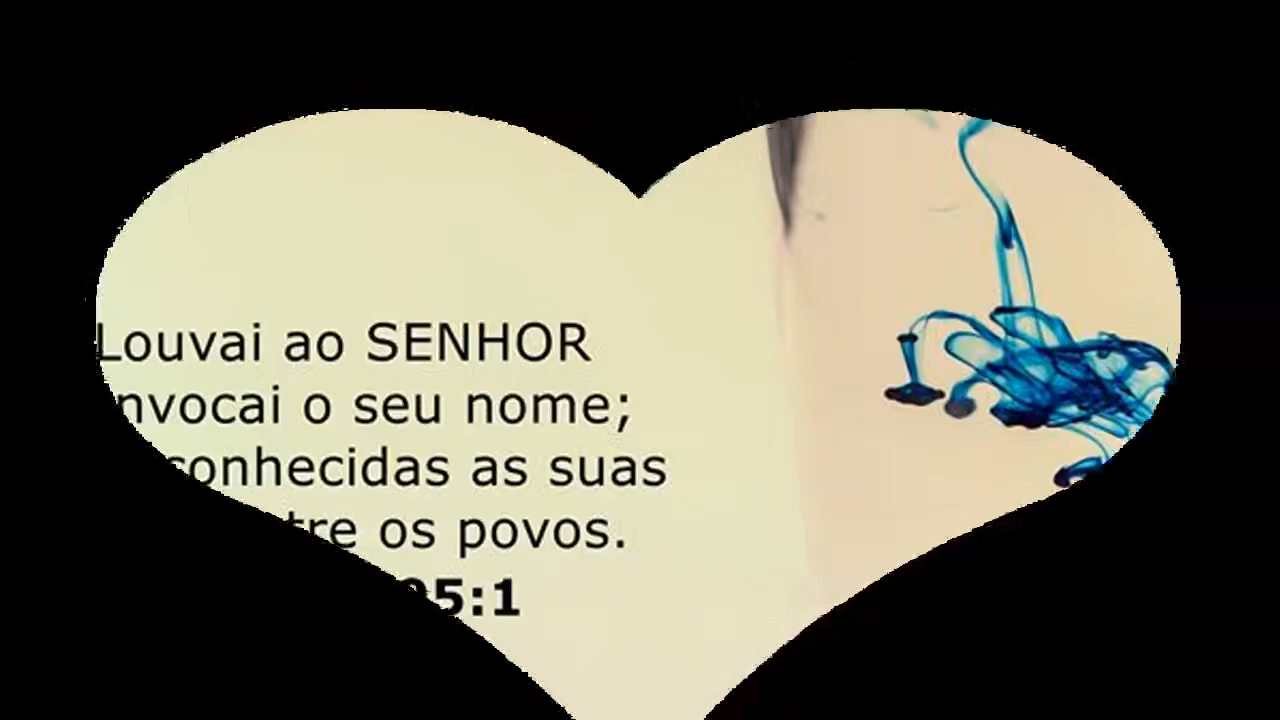 Louvai ao SENHOR
nvocai o seu nome;
conhecidas as suas
tre os povos.
5:1